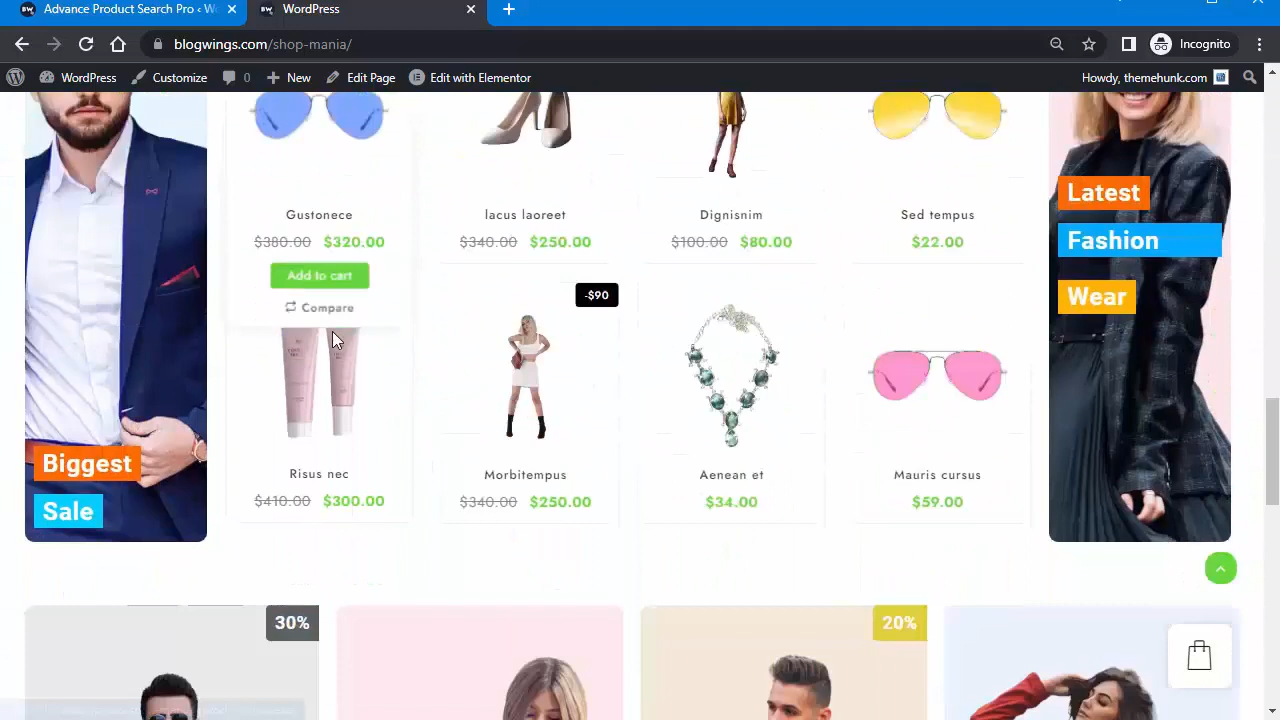 Advance Product Search Pro ‹ Wo
WordPress
blogwings.com/shop-mania/
Incognito
WordPress
Customize
0
New
Edit Page
Edit with Elementor
Howdy, themehunk.com
Gustonece
$380.00 $320.00
Add to cart
Compare
lacus laoreet
$340.00 $250.00
Dignisnim
$100.00 $80.00
Sed tempus
$22.00
Latest
Fashion
Wear
-$90
Risus nec
$410.00 $300.00
Morbitempus
$340.00 $250.00
Aenean et
$34.00
Mauris cursus
$59.00
Biggest
Sale
30%
20%